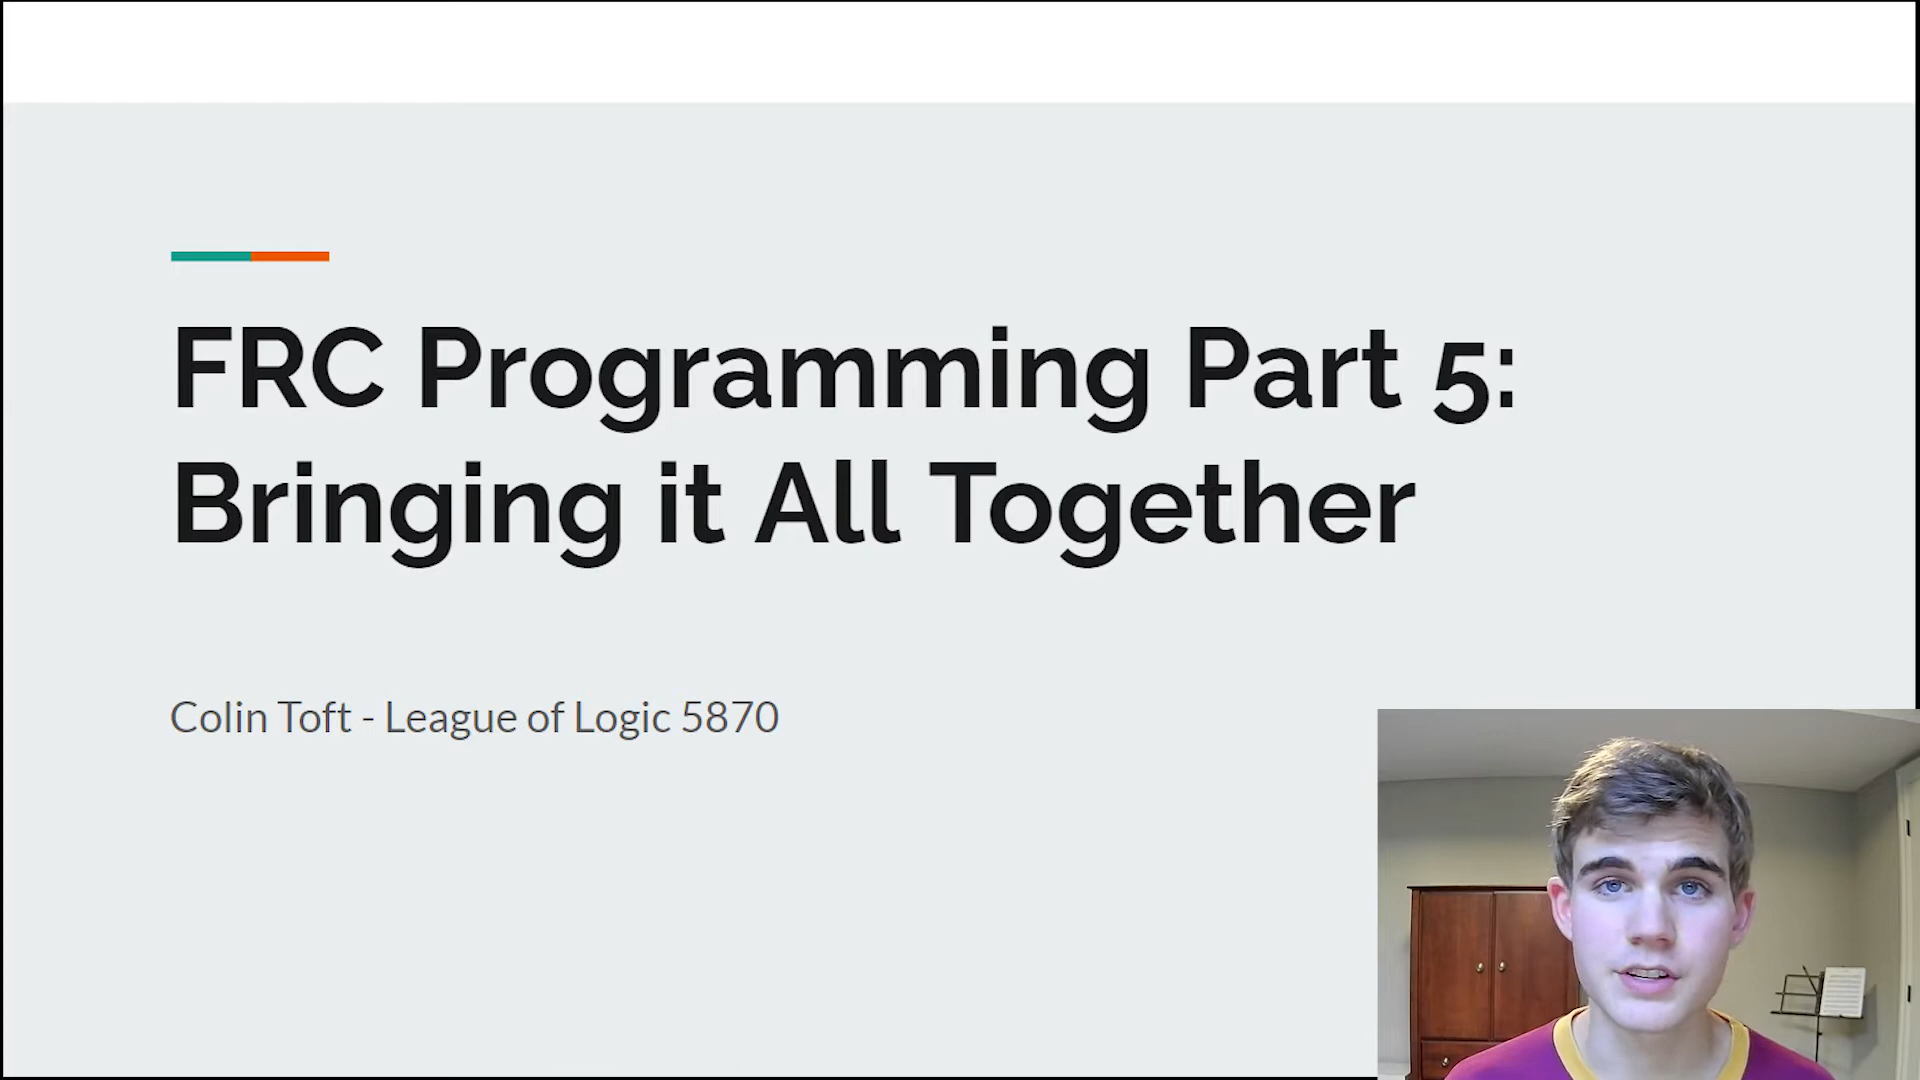 FRC Programming Part 5:
Bringing it All Together
Colin Toft - League of Logic 5870